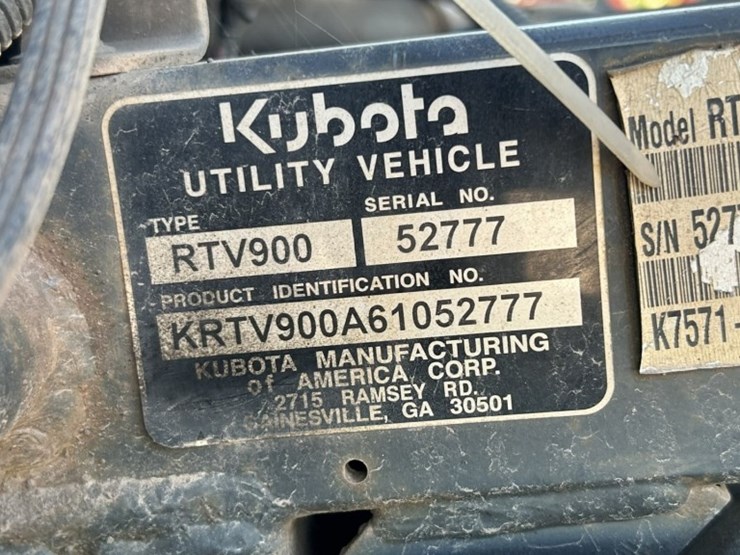 Kubota
UTILITY VEHICLE
TYPE
SERIAL NO.
RTV900
52777
PRODUCT IDENTIFICATION NO.
KRTV900A61052777
KUBOTA MANUFACTURING
Of AMERICA CORP.
2715 RAMSEY RD.
GAINESVILLE, GA 30501
Model RT
S/N 527
K7571-